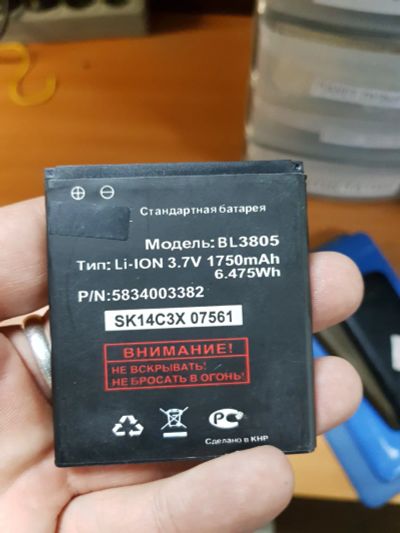 Стандартная батарея
Модель: BL3805
Тип: Li-ION 3.7V 1750mAh
6.475Wh
P/N:5834003382
SK14C3X 07561
ВНИМАНИЕ!
НЕ ВСКРЫВАТЬ!
НЕ БРОСАТЬ В ОГОНЬ!
Сделано в КНР